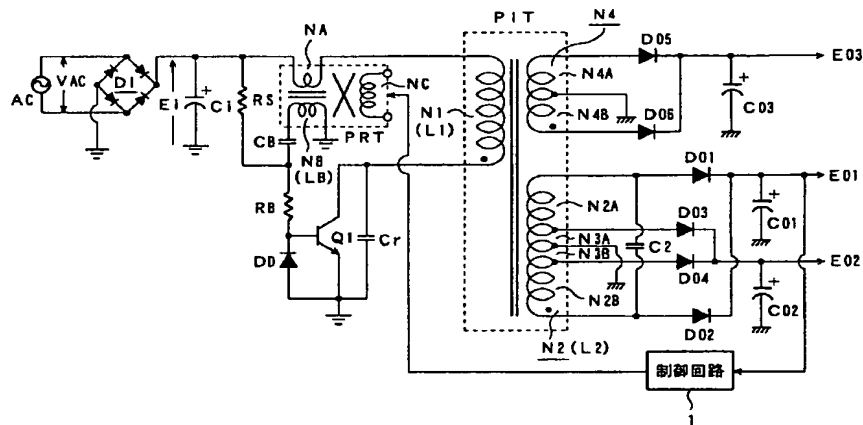 PIT
NA
N4
D05
E03
N4A
N4B
C03
D06
AC
VAC
D1
E1
Ci
RS
NC
PRT
CB
NB
(LB)
N1
(L1)
RB
Q1
Cr
DD
D01
E01
N2A
D03
C01
N3A
N3B
C2
D04
E02
N2B
C02
D02
N2(L2)
制御回路
1